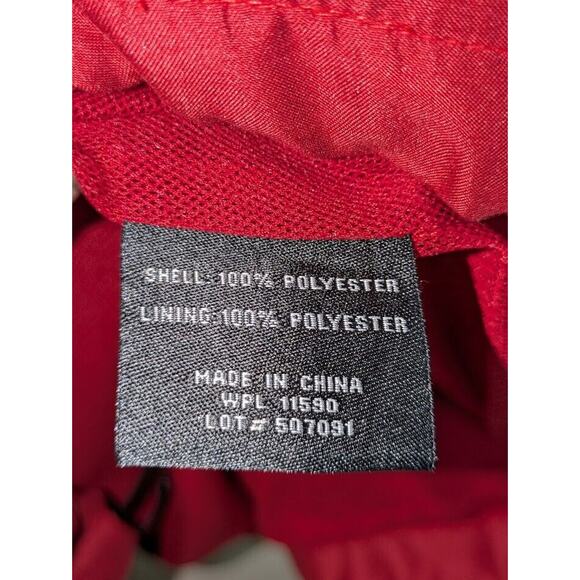 SHELL 100% POLYESTER
LINING 100% POLYESTER
MADE IN CHINA
WPL 11590
LOT# 507091